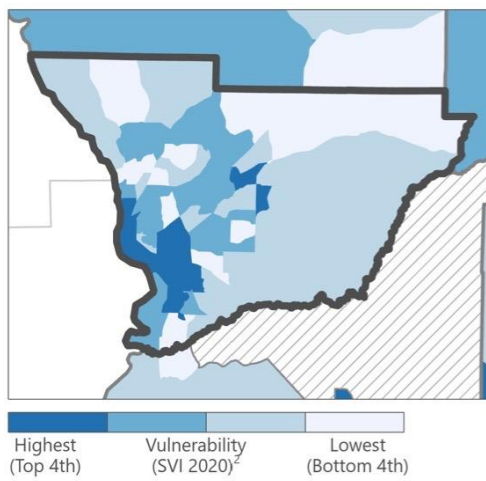 Highest
(Top 4th)
Vulnerability
(SVI 2020)²
Lowest
(Bottom 4th)